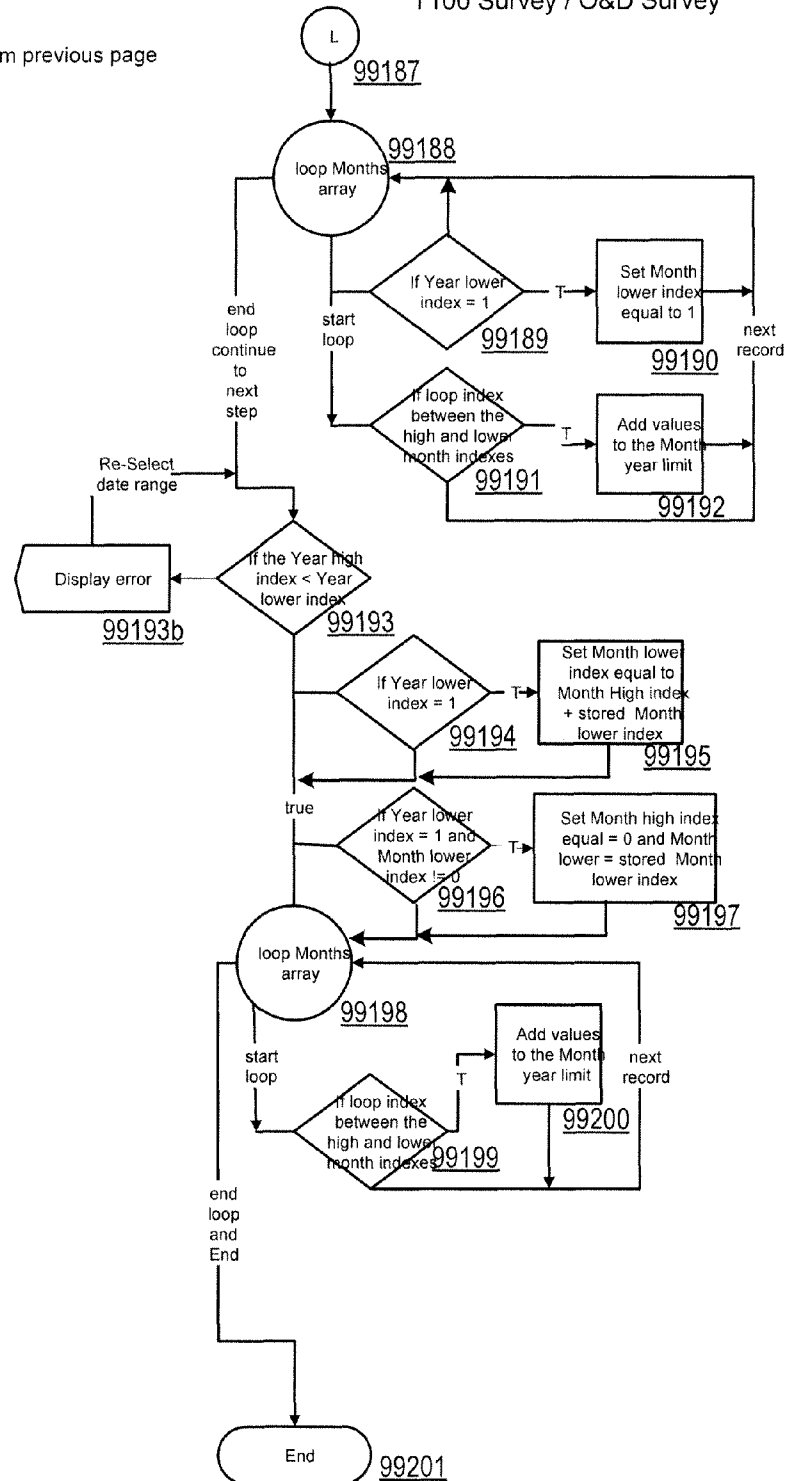 T100 Survey / O&D Survey
L
m previous page
99187
99188
loop Months
array
If Year lower
index = 1
T
Set Month
lower index
equal to 1
end
loop
continue
to
next
step
start
loop
99189
99190
next
record
If loop index
between the
high and lower
month indexes
T
Add values
to the Month
year limit
99191
99192
Re-Select
date range
Display error
If the Year high
index < Year
lower index
99193b
99193
If Year lower
index = 1
T
Set Month lower
index equal to
Month High index
+ stored Month
lower index
99194
99195
true
If Year lower
index = 1 and
Month lower
index != 0
T
Set Month high index
equal = 0 and Month
lower = stored Month
lower index
99196
99197
loop Months
array
99198
start
loop
T
Add values
to the Month
year limit
next
record
If loop index
between the
high and lower
month indexes
99199
99200
end
loop
and
End
End
99201